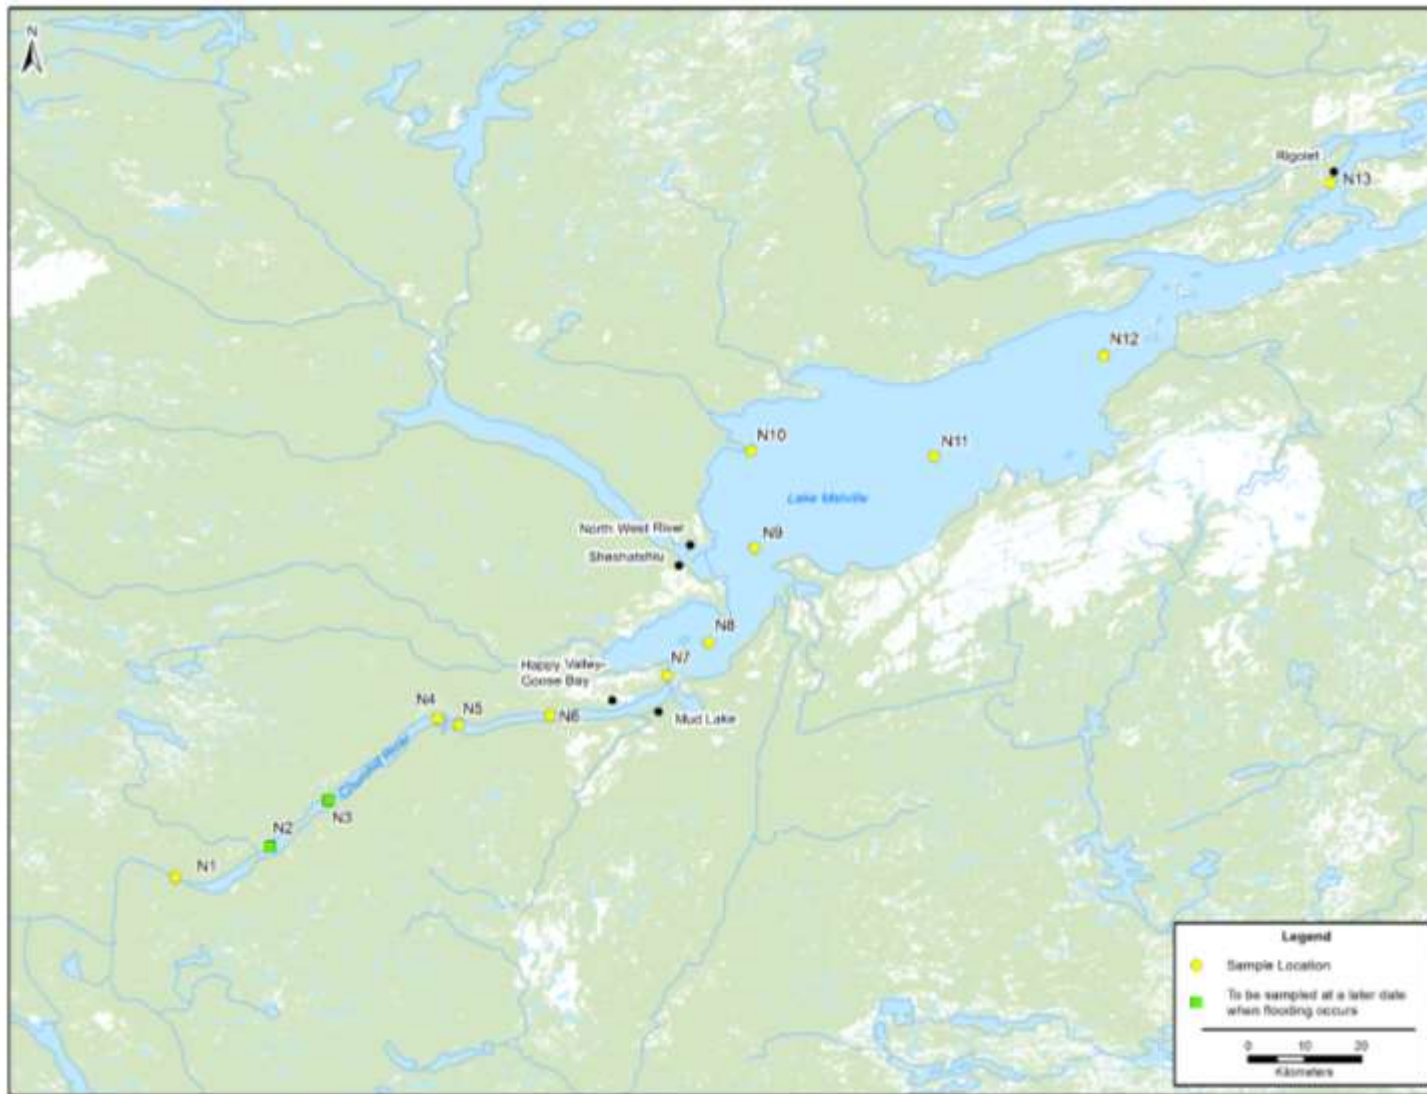 N
Rigolet
N13
N12
N10
N11
Lake Melville
North West River
N9
Sheshatshiu
N8
Happy Valley-
Goose Bay
N7
N4
N5
N6
Mud Lake
Churchill River
N3
N2
N1
Legend
Sample Location
To be sampled at a later date
when flooding occurs
0 10 20
Kilometers